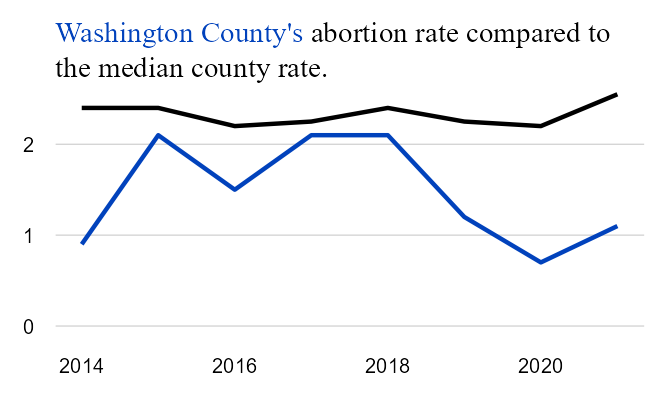 Washington County's abortion rate compared to
the median county rate.
2
1
0
2014 2016 2018 2020